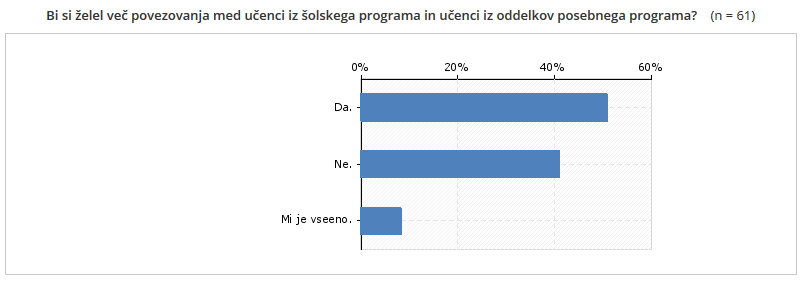 Bi si želel več povezovanja med učenci iz šolskega programa in učenci iz oddelkov posebnega programa? (n = 61)
0% 20% 40% 60%
Da.
Ne.
Mi je vseeno.